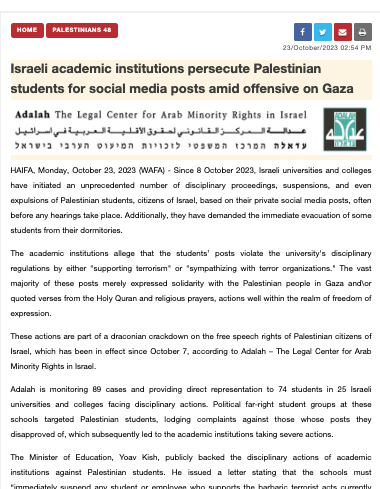 HOME
PALESTINIANS 48
23/October/2023 02:54 PM
Israeli academic institutions persecute Palestinian
students for social media posts amid offensive on Gaza
Adalah The Legal Center for Arab Minority Rights in Israel
عدالة المركز القانوني لحقوق الأقلية العربية في اسرائيل
עדאלה המרכז המשפטי לזכויות המיעוט הערבי בישראל
ADALAH
HAIFA, Monday, October 23, 2023 (WAFA) - Since 8 October 2023, Israeli universities and colleges
have initiated an unprecedented number of disciplinary proceedings, suspensions, and even
expulsions of Palestinian students, citizens of Israel, based on their private social media posts, often
before any hearings take place. Additionally, they have demanded the immediate evacuation of some
students from their dormitories.
The academic institutions allege that the students' posts violate the university's disciplinary
regulations by either "supporting terrorism" or "sympathizing with terror organizations." The vast
majority of these posts merely expressed solidarity with the Palestinian people in Gaza and\or
quoted verses from the Holy Quran and religious prayers, actions well within the realm of freedom of
expression.
These actions are part of a draconian crackdown on the free speech rights of Palestinian citizens of
Israel, which has been in effect since October 7, according to Adalah – The Legal Center for Arab
Minority Rights in Israel.
Adalah is monitoring 89 cases and providing direct representation to 74 students in 25 Israeli
universities and colleges facing disciplinary actions. Political far-right student groups at these
schools targeted Palestinian students, lodging complaints against those whose posts they
disapproved of, which subsequently led to the academic institutions taking severe actions.
The Minister of Education, Yoav Kish, publicly backed the disciplinary actions of academic
institutions against Palestinian students. He issued a letter stating that the schools must
"immediately suspend any student or employee who supports the barbaric terrorist acts currently